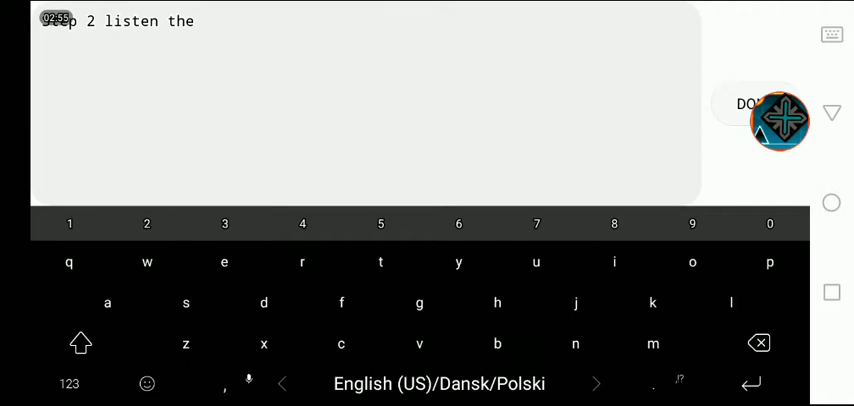 02:55
Step 2 listen the
1 2 3 4 5 6 7 8 9 0
q w e r t y u i o p
a s d f g h j k l
z x c v b n m
123 , English (US)/Dansk/Polski . ,!?